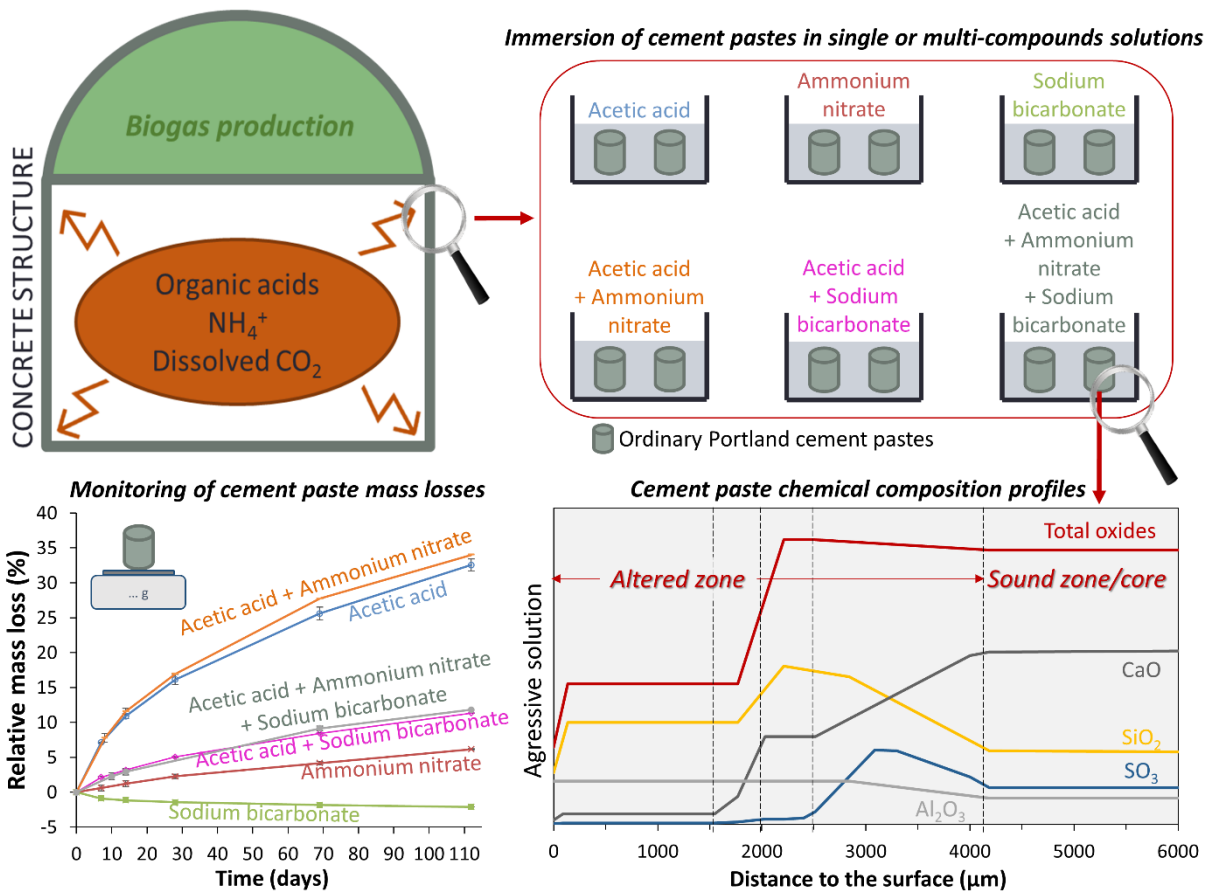 Biogas production
CONCRETE STRUCTURE
Organic acids
NH₄⁺
Dissolved CO₂
Immersion of cement pastes in single or multi-compounds solutions
Acetic acid
Ammonium
nitrate
Sodium
bicarbonate
Acetic acid
+ Ammonium
nitrate
Acetic acid
+ Sodium
bicarbonate
Acetic acid
+ Ammonium
nitrate
+ Sodium
bicarbonate
Ordinary Portland cement pastes
Monitoring of cement paste mass losses
Relative mass loss (%)
40
35
30
25
20
15
10
5
0
-5
... g
Acetic acid + Ammonium nitrate
Acetic acid
Acetic acid + Ammonium nitrate
+ Sodium bicarbonate
Acetic acid + Sodium bicarbonate
Ammonium nitrate
Sodium bicarbonate
0 10 20 30 40 50 60 70 80 90 100 110
Time (days)
Cement paste chemical composition profiles
Agressive solution
Total oxides
Altered zone
Sound zone/core
CaO
SiO₂
SO₃
Al₂O₃
0 1000 2000 3000 4000 5000 6000
Distance to the surface (µm)